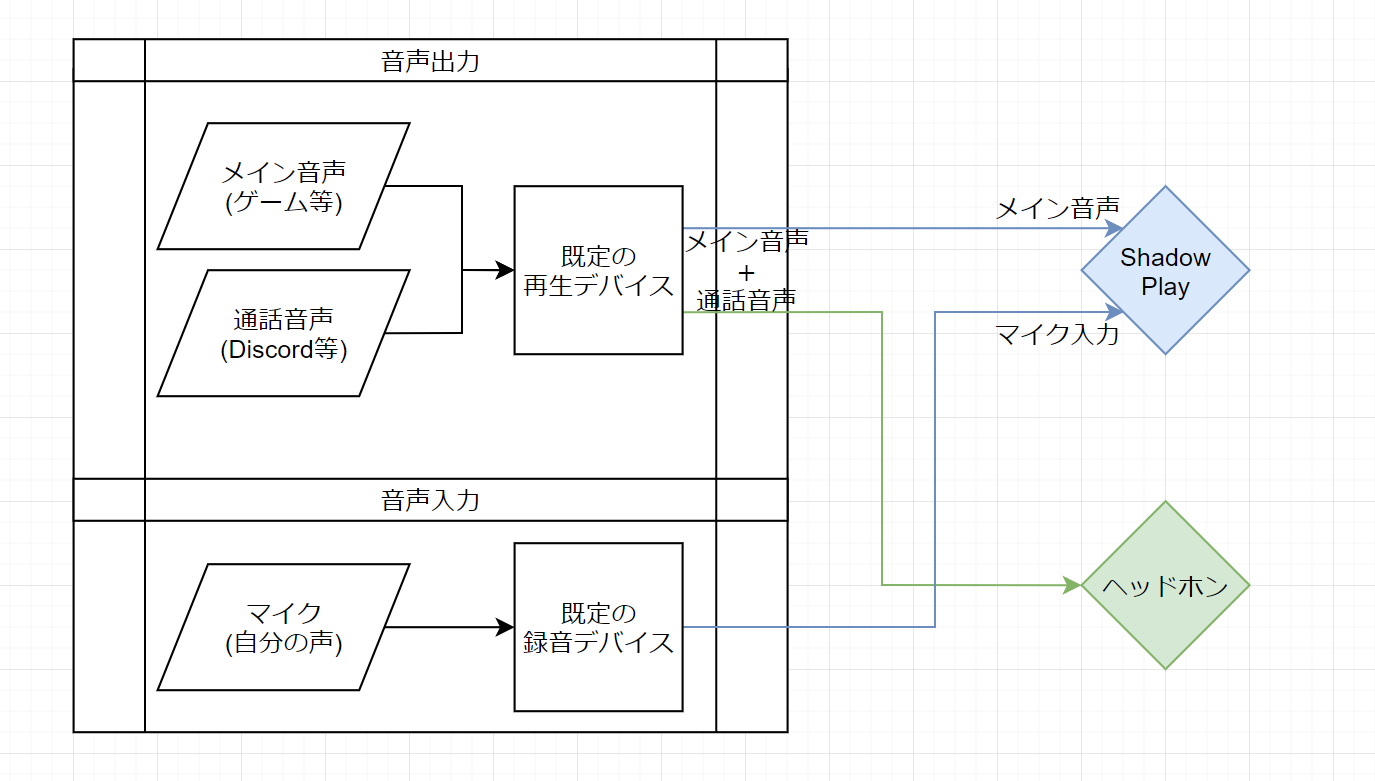 音声出力
メイン音声
(ゲーム等)
通話音声
(Discord等)
既定の
再生デバイス
メイン音声
+
通話音声
メイン音声
マイク入力
Shadow
Play
音声入力
マイク
(自分の声)
既定の
録音デバイス
ヘッドホン